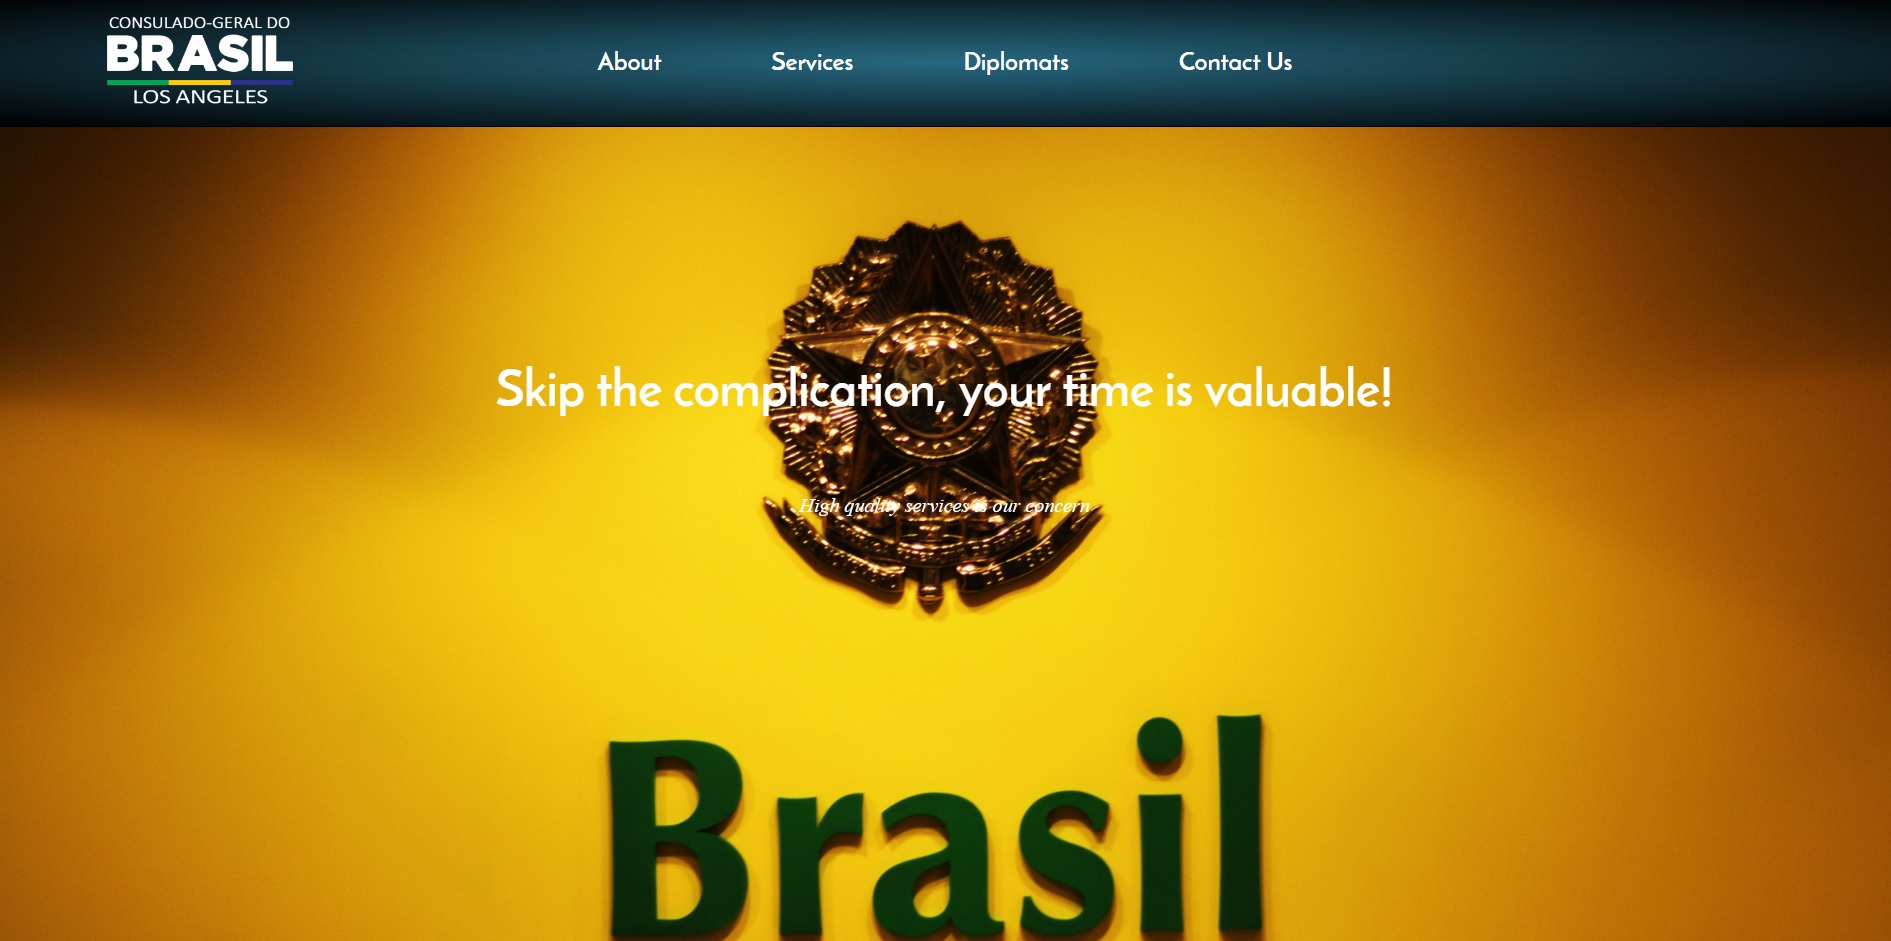 CONSULADO-GERAL DO
BRASIL
LOS ANGELES
About
Services
Diplomats
Contact Us
Skip the complication, your time is valuable!
High quality services is our concern
Brasil